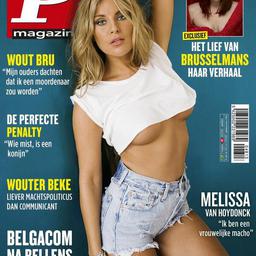 P
magazin
WOUT BRU
"Mijn ouders dachten
dat ik een moordenaar
zou worden"
DE PERFECTE
PENALTY
"Wie mist, is een
konijn"
WOUTER BEKE
LIEVER MACHTSPOLITICUS
DAN COMMUNICANT
BELGACOM
NA BELLENS
EXCLUSIEF
HET LIEF VAN
BRUSSELMANS
HAAR VERHAAL
MELISSA
VAN HOYDONCK
"Ik ben een
vrouwelijke macho"